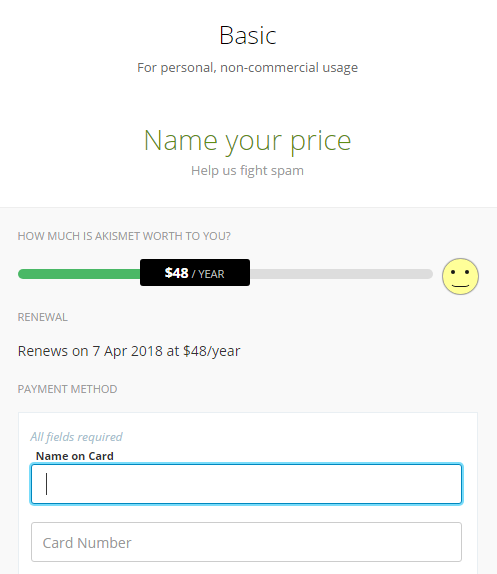 Basic
For personal, non-commercial usage
Name your price
Help us fight spam
HOW MUCH IS AKISMET WORTH TO YOU?
$48 / YEAR
RENEWAL
Renews on 7 Apr 2018 at $48/year
PAYMENT METHOD
All fields required
Name on Card
Card Number